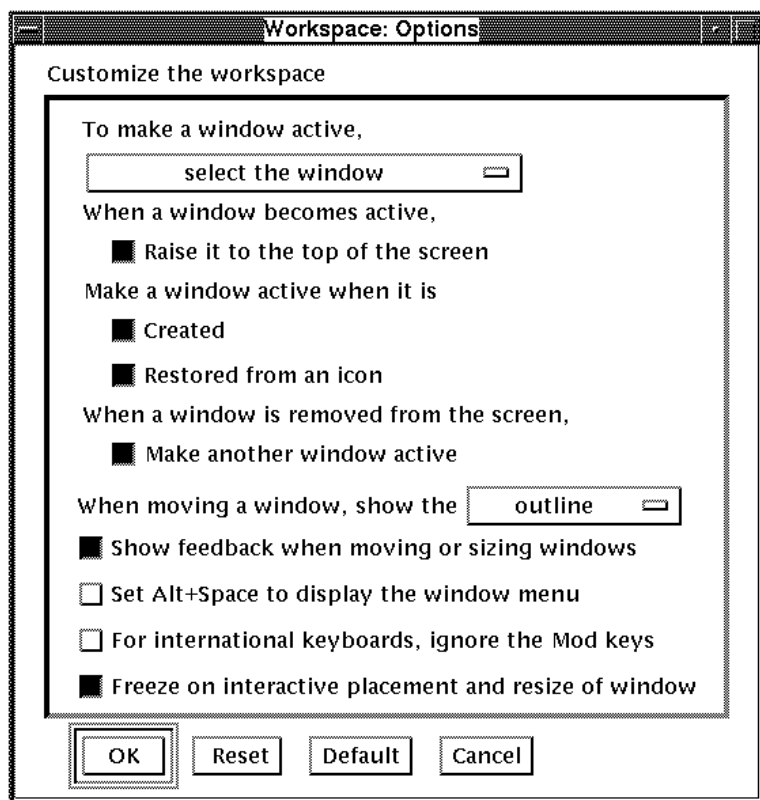 Workspace: Options
Customize the workspace
To make a window active,
select the window
When a window becomes active,
Raise it to the top of the screen
Make a window active when it is
Created
Restored from an icon
When a window is removed from the screen,
Make another window active
When moving a window, show the outline
Show feedback when moving or sizing windows
Set Alt+Space to display the window menu
For international keyboards, ignore the Mod keys
Freeze on interactive placement and resize of window
OK Reset Default Cancel